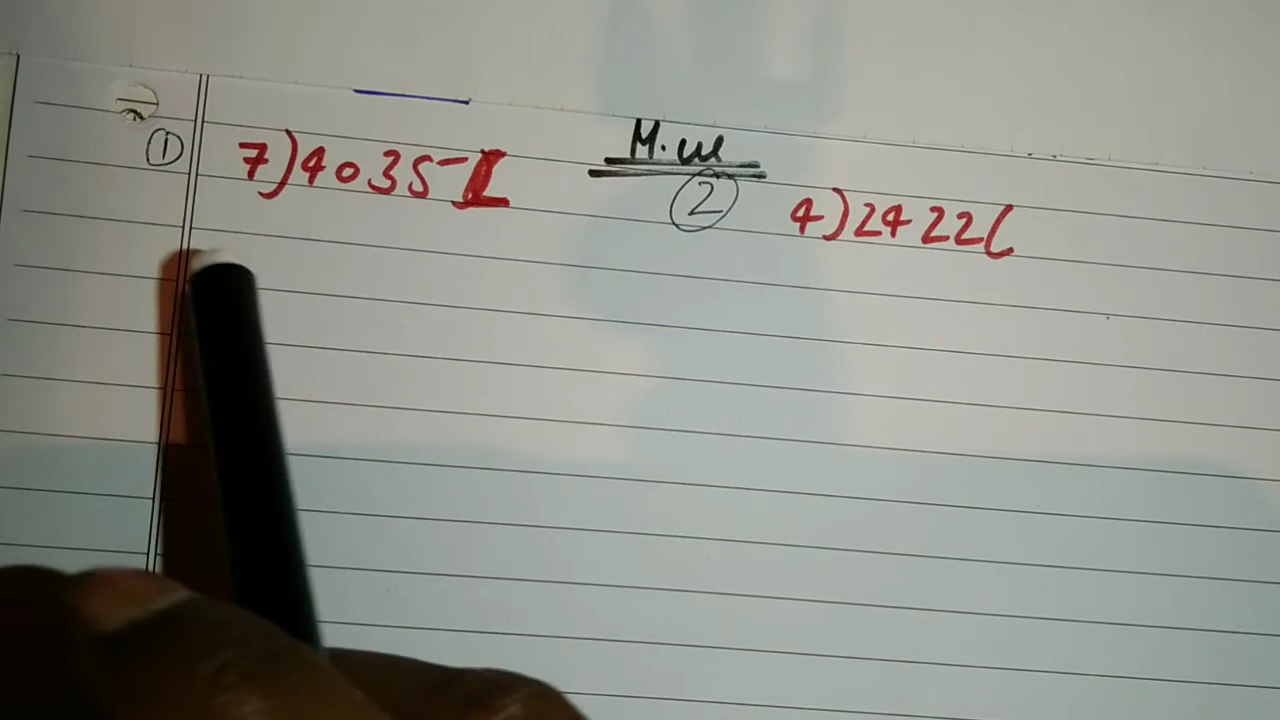 M.W
① 7)4035(
② 4)2422(